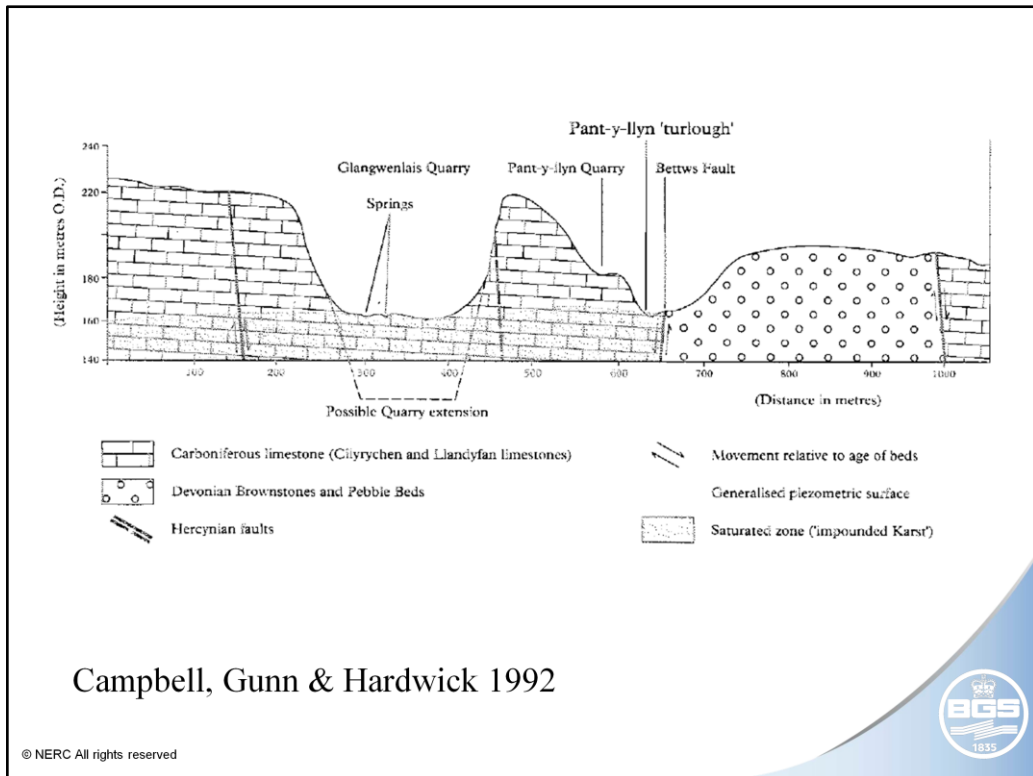 Pant-y-llyn 'turlough'
Glangwenlais Quarry
Pant-y-llyn Quarry
Bettws Fault
Springs
(Height in metres O.D.)
240
220
180
160
140
100
200
300
400
500
600
700
800
900
1000
Possible Quarry extension
(Distance in metres)
Carboniferous limestone (Cilyrychen and Llandyfan limestones)
Devonian Brownstones and Pebble Beds
Hercynian faults
Movement relative to age of beds
Generalised piezometric surface
Saturated zone ('impounded Karst')
Campbell, Gunn & Hardwick 1992
BGS
1835
© NERC All rights reserved